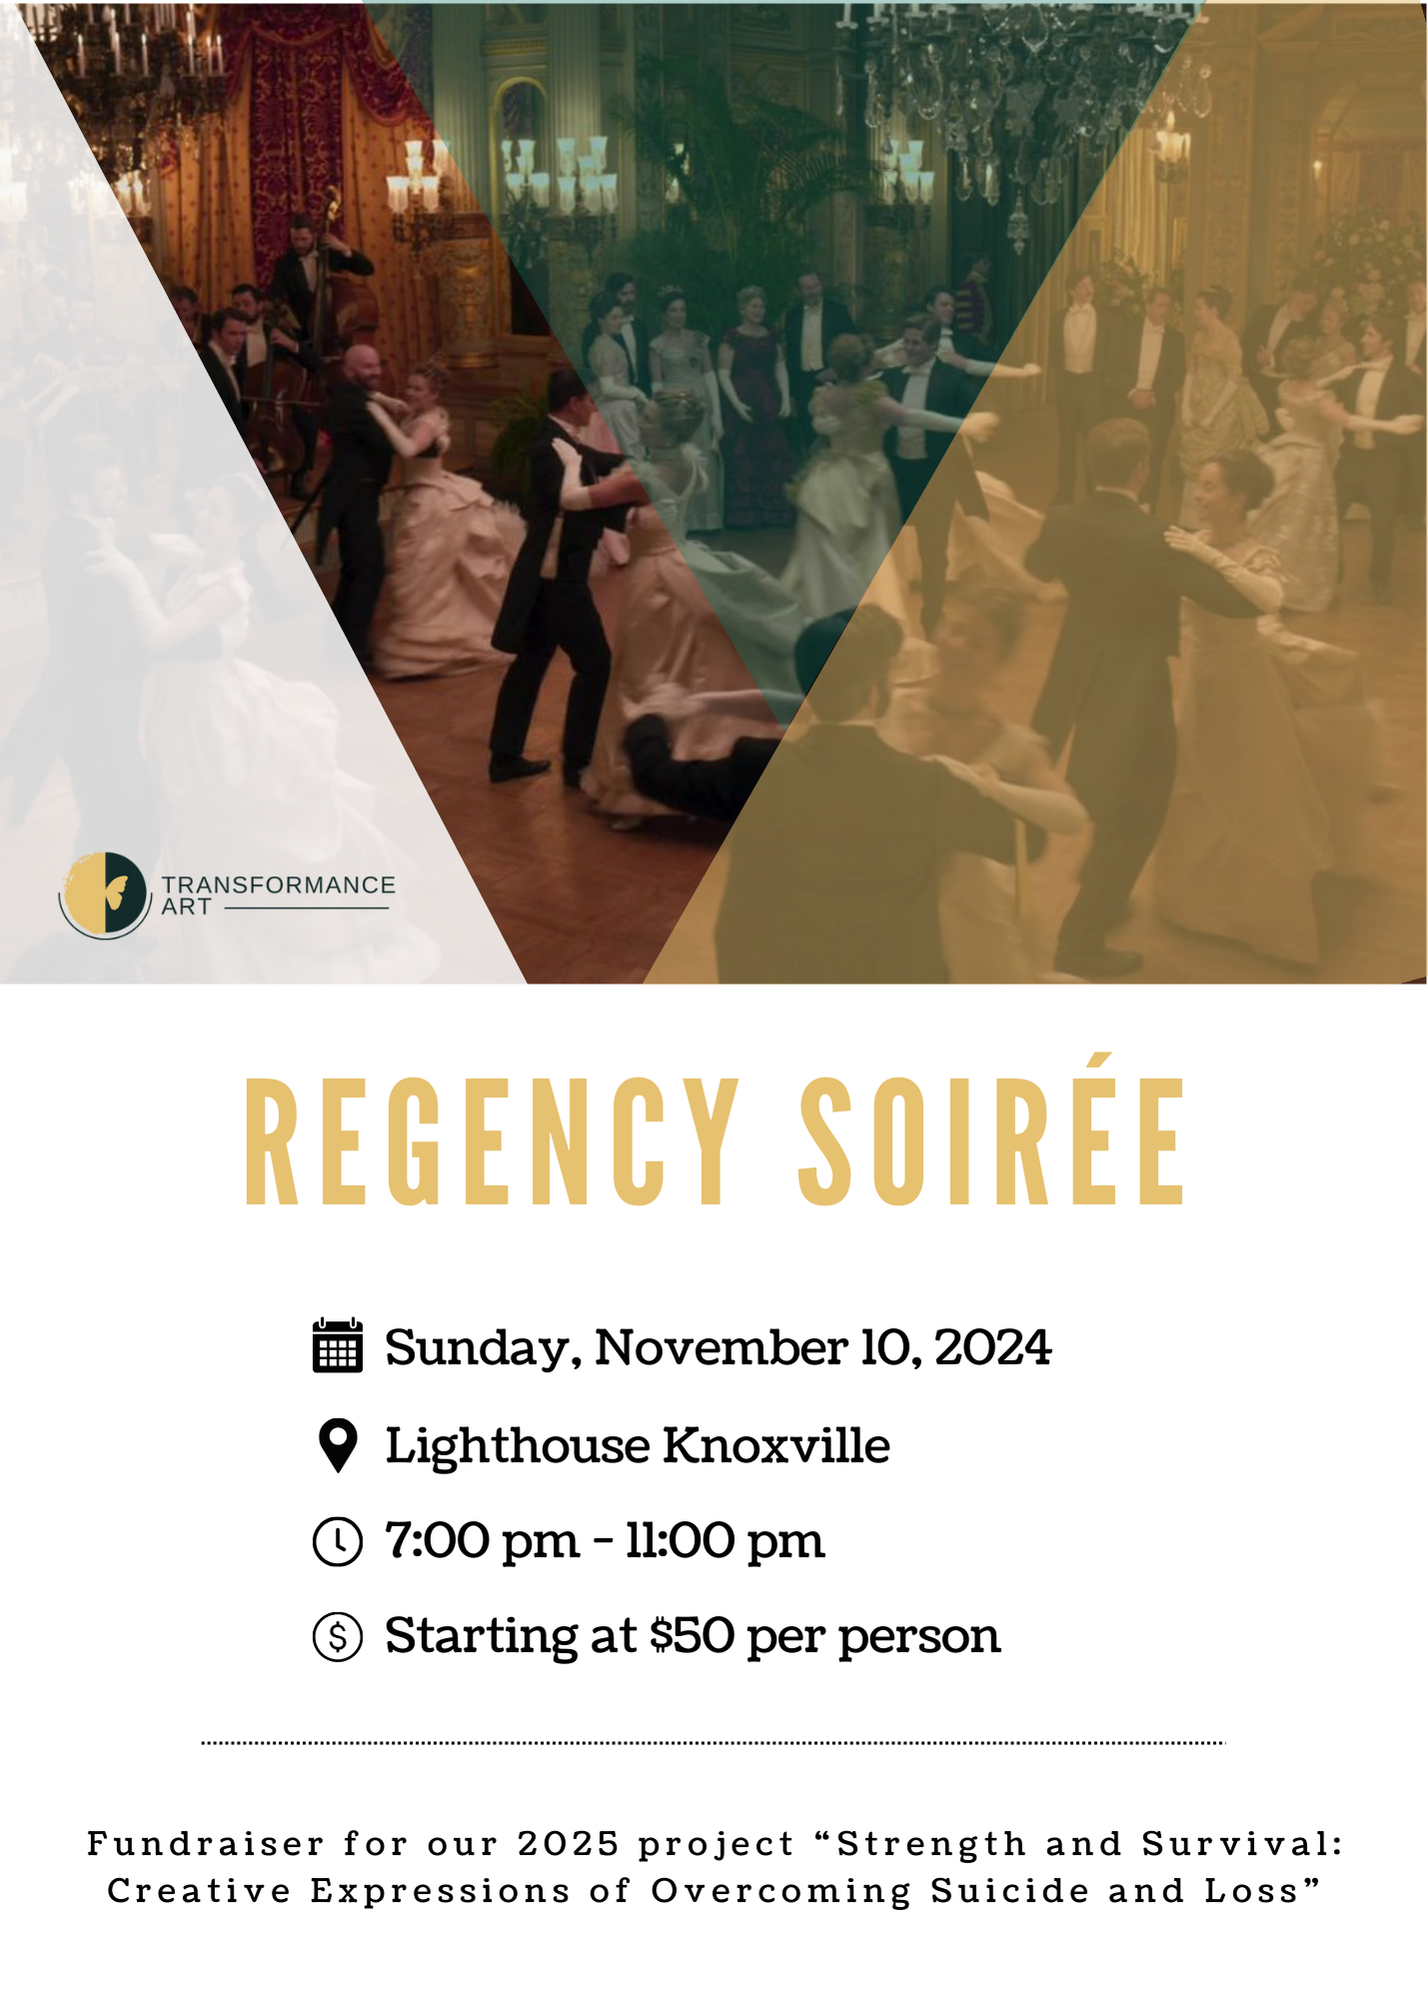 TRANSFORMANCE
ART
REGENCY SOIRÉE
Sunday, November 10, 2024
Lighthouse Knoxville
7:00 pm - 11:00 pm
Starting at $50 per person
Fundraiser for our 2025 project “Strength and Survival:
Creative Expressions of Overcoming Suicide and Loss”